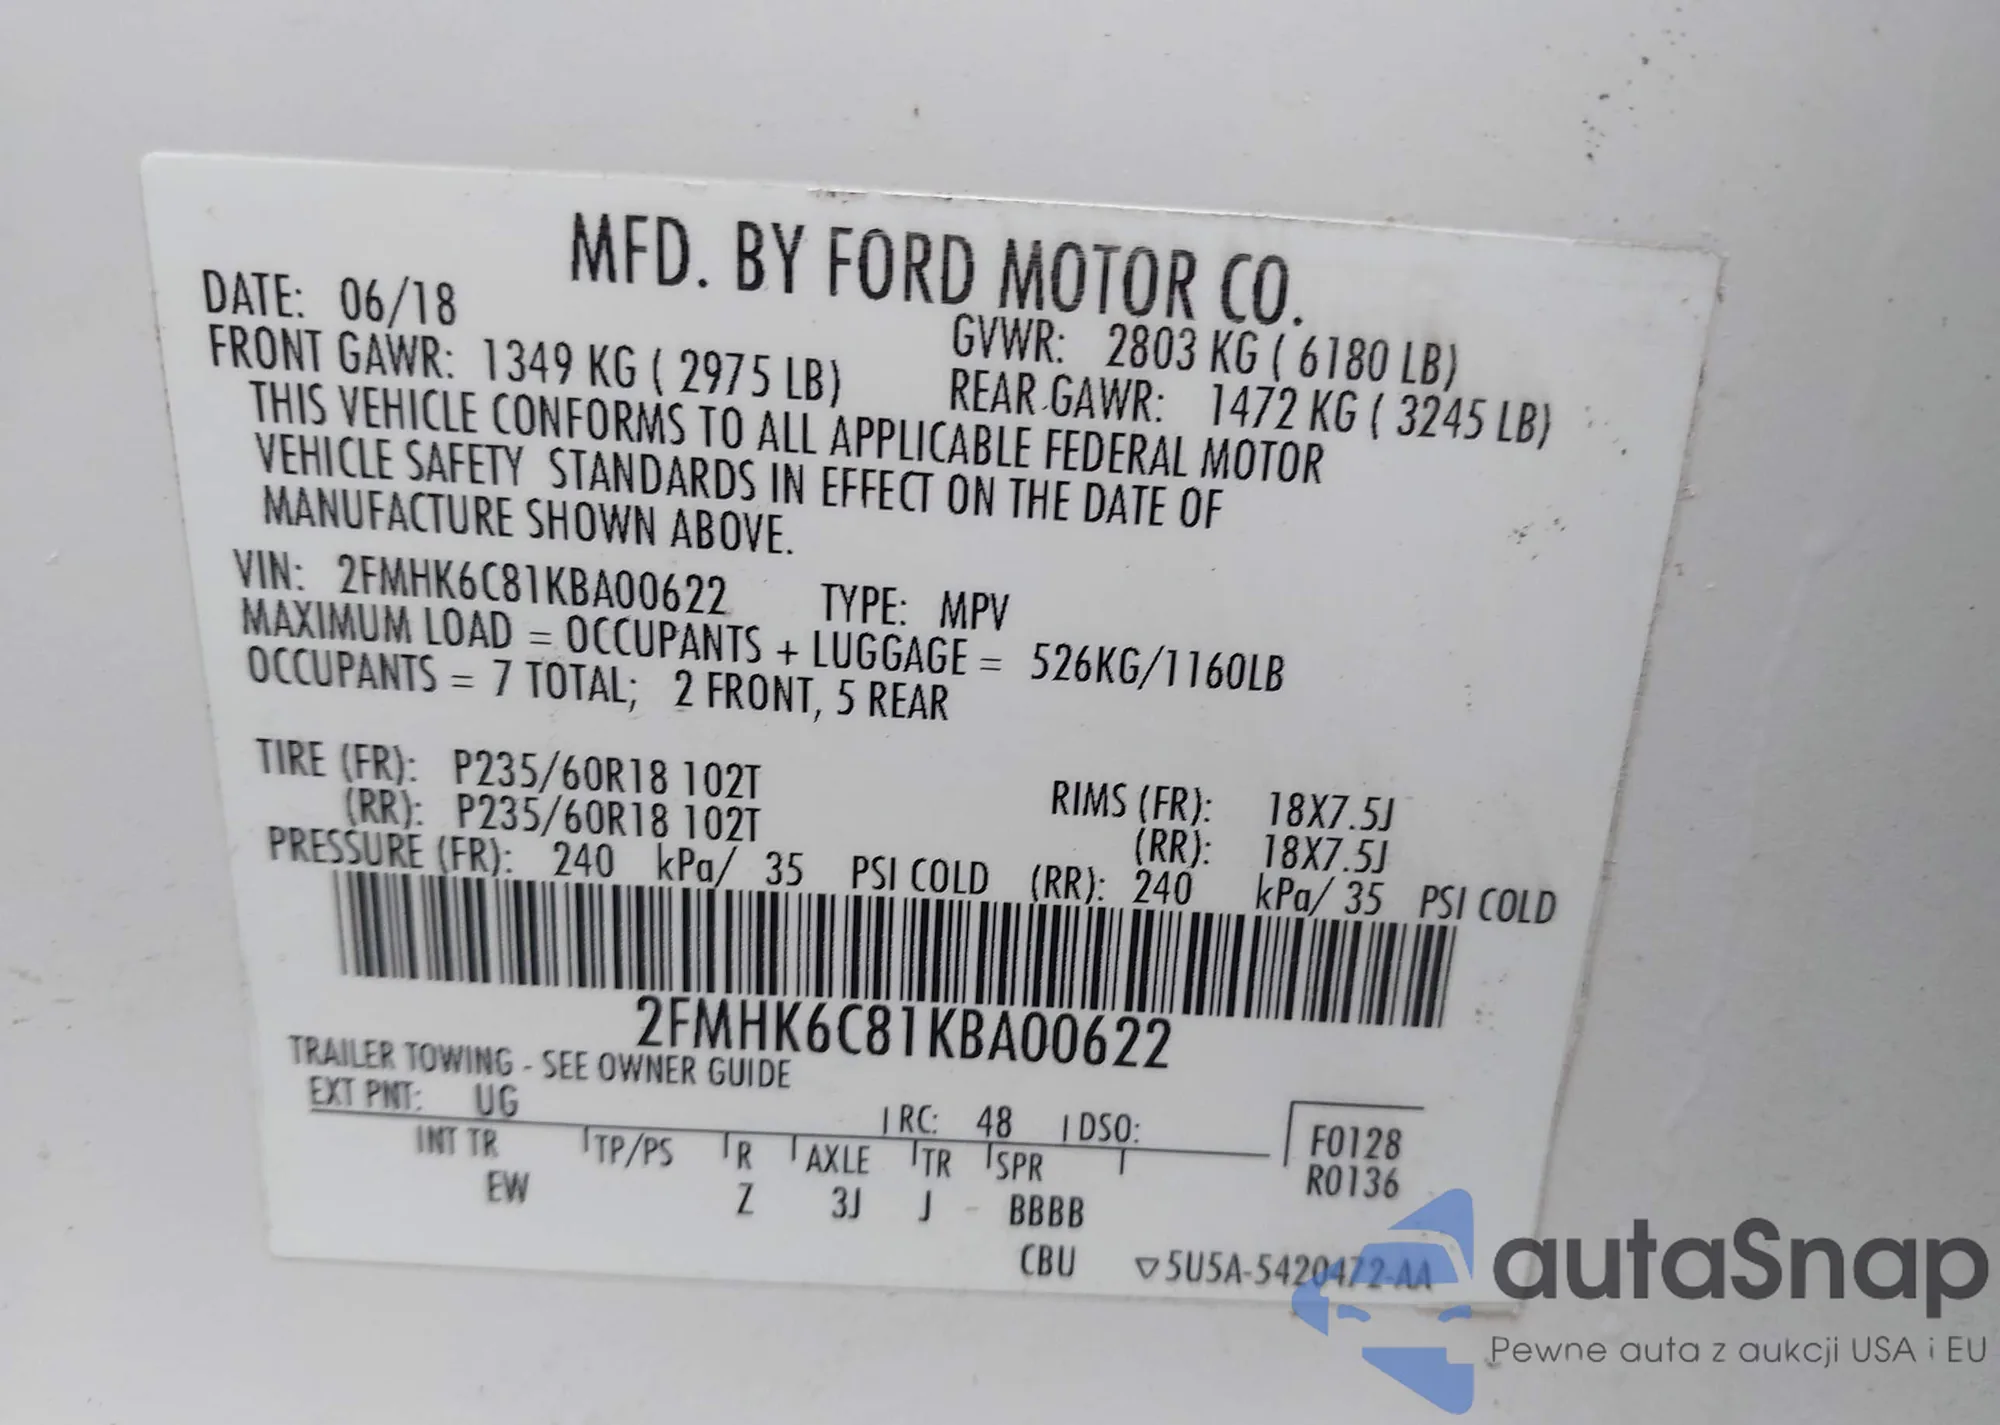 MFD. BY FORD MOTOR CO.
DATE: 06/18
GVWR: 2803 KG ( 6180 LB)
FRONT GAWR: 1349 KG ( 2975 LB)
REAR GAWR: 1472 KG ( 3245 LB)
THIS VEHICLE CONFORMS TO ALL APPLICABLE FEDERAL MOTOR
VEHICLE SAFETY STANDARDS IN EFFECT ON THE DATE OF
MANUFACTURE SHOWN ABOVE.
VIN: 2FMHK6C81KBA00622 TYPE: MPV
MAXIMUM LOAD = OCCUPANTS + LUGGAGE = 526KG/1160LB
OCCUPANTS = 7 TOTAL; 2 FRONT, 5 REAR
TIRE (FR): P235/60R18 102T RIMS (FR): 18X7.5J
(RR): P235/60R18 102T (RR): 18X7.5J
PRESSURE (FR): 240 kPa/ 35 PSI COLD (RR): 240 kPa/ 35 PSI COLD
2FMHK6C81KBA00622
TRAILER TOWING - SEE OWNER GUIDE
EXT PNT: UG RC: 48 DSO:
F0128
R0136
INT TR TP/PS R AXLE TR SPR
EW Z 3J J - BBBB
CBU ▽5U5A-5420472-AA
autaSnap
Pewne auta z aukcji USA i EU